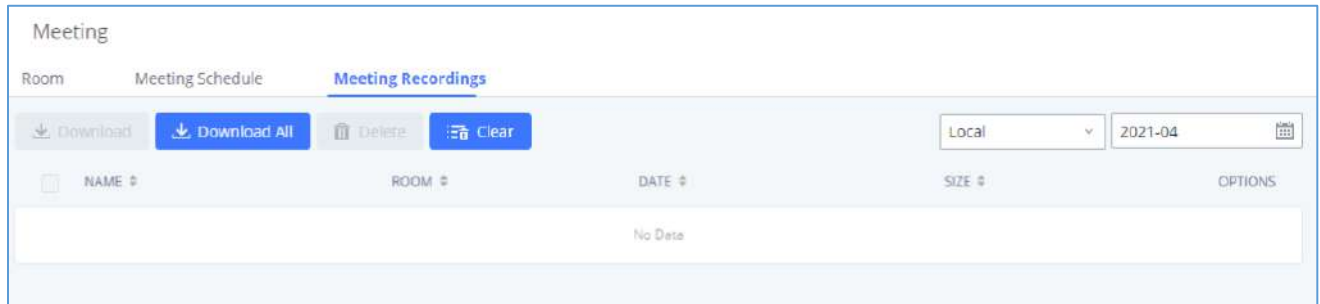 Meeting
Room Meeting Schedule Meeting Recordings
Download Download All Delete Clear Local 2021-04
NAME ROOM DATE SIZE OPTIONS
No Data